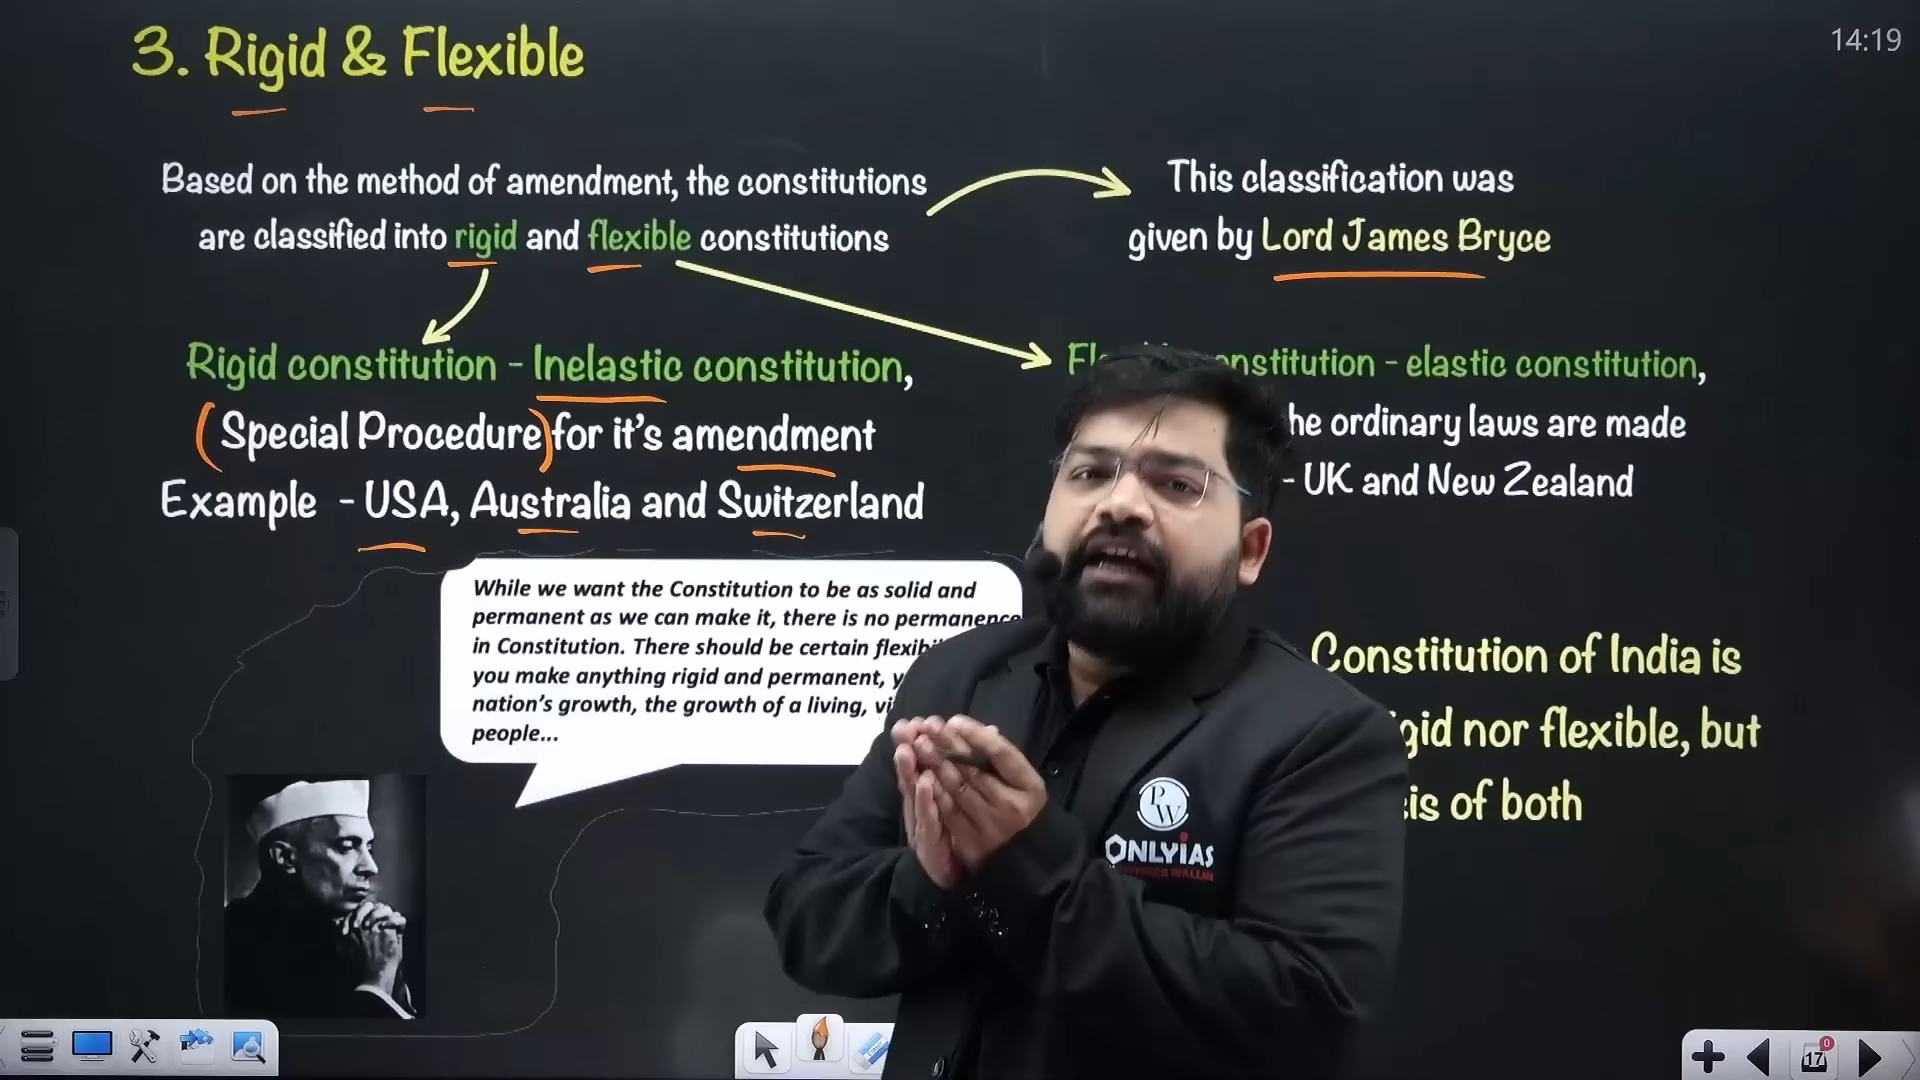 3. Rigid & Flexible
14:19
Based on the method of amendment, the constitutions
are classified into rigid and flexible constitutions
This classification was
given by Lord James Bryce
Rigid constitution - Inelastic constitution,
(Special Procedure) for it's amendment
Example - USA, Australia and Switzerland
constitution - elastic constitution,
ordinary laws are made
- UK and New Zealand
While we want the Constitution to be as solid and
permanent as we can make it, there is no permanence
in Constitution. There should be certain
you make anything rigid and permanent,
nation's growth, the growth of a living,
people...
Constitution of India is
nor flexible, but
of both
PW
ONLYIAS
17
0